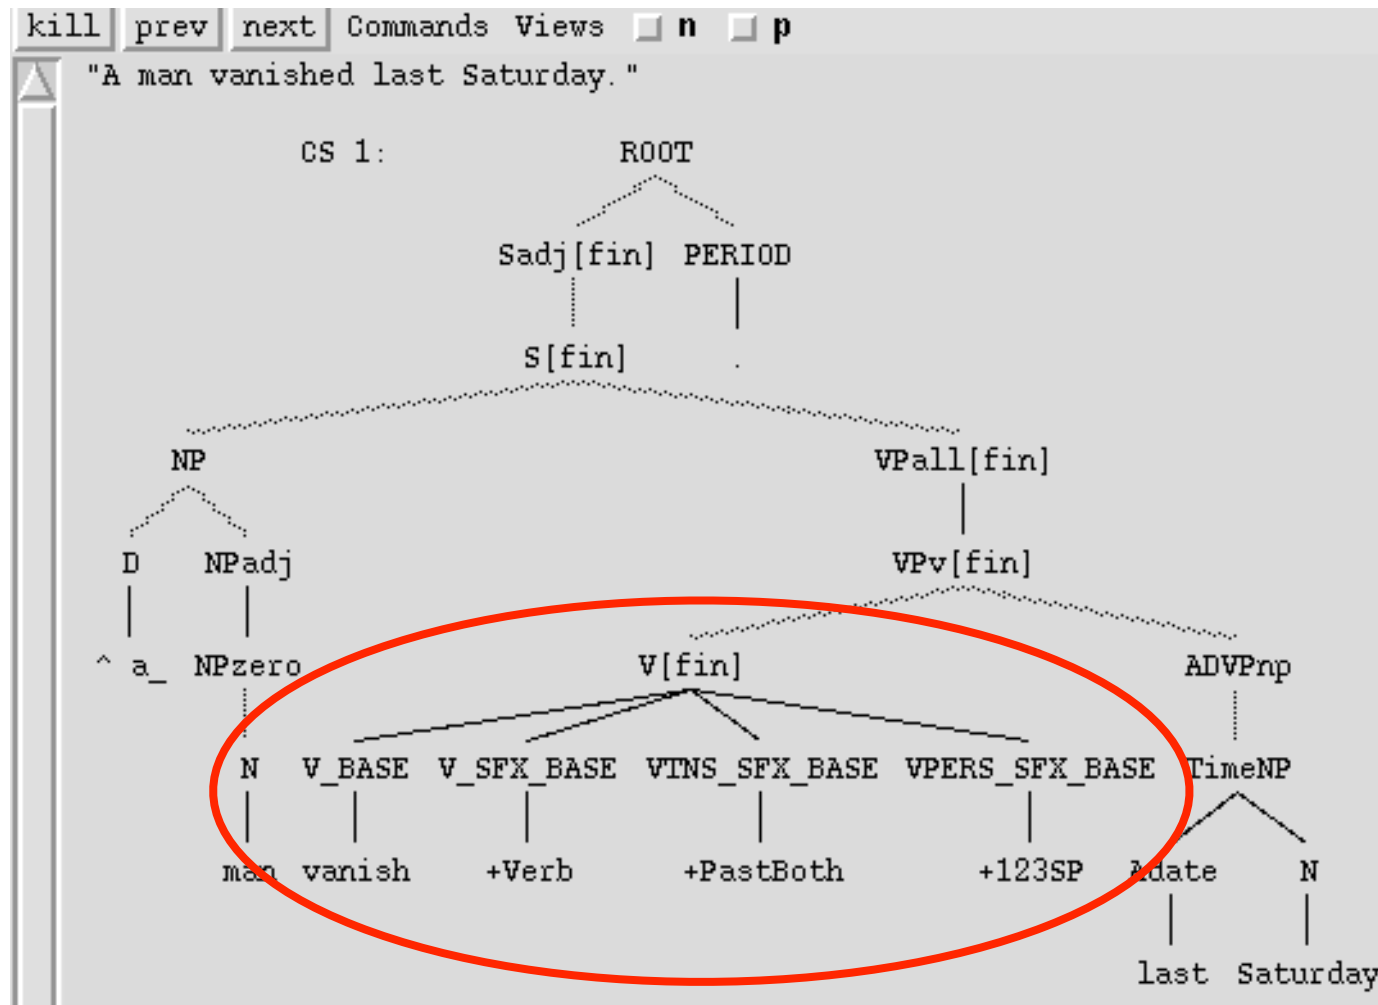 kill prev next Commands Views n p
"A man vanished last Saturday."
CS 1: ROOT
Sadj[fin] PERIOD
S[fin] .
NP VPall[fin]
D NPadj VPv[fin]
^ a_ NPzero V[fin] ADVPnp
N V_BASE V_SFX_BASE VTNS_SFX_BASE VPERS_SFX_BASE TimeNP
man vanish +Verb +PastBoth +123SP Adate N
last Saturday